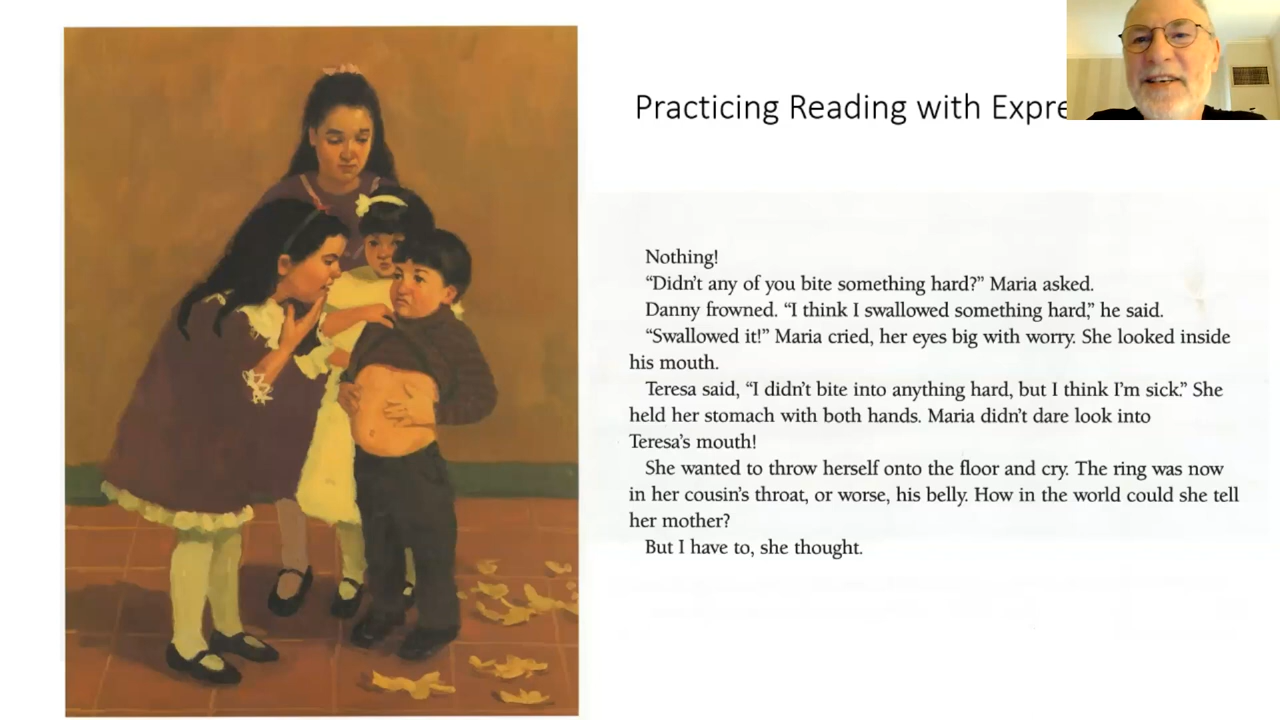 Practicing Reading with Expre
Nothing!
“Didn’t any of you bite something hard?” Maria asked.
Danny frowned. “I think I swallowed something hard,” he said.
“Swallowed it!” Maria cried, her eyes big with worry. She looked inside
his mouth.
Teresa said, “I didn’t bite into anything hard, but I think I’m sick.” She
held her stomach with both hands. Maria didn’t dare look into
Teresa’s mouth!
She wanted to throw herself onto the floor and cry. The ring was now
in her cousin’s throat, or worse, his belly. How in the world could she tell
her mother?
But I have to, she thought.